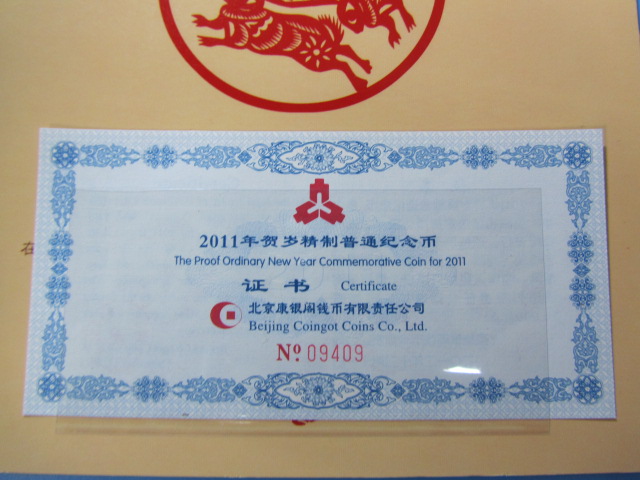 在
2011年贺岁精制普通纪念币
The Proof Ordinary New Year Commemorative Coin for 2011
证书 Certificate
北京康银阁钱币有限责任公司
Beijing Coingot Coins Co., Ltd.
Nº 09409